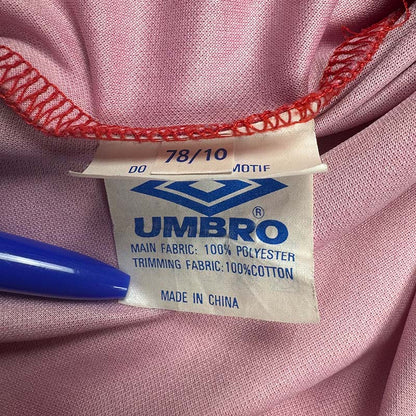 78/10
DO MOTIF
UMBRO®
MAIN FABRIC: 100% POLYESTER
TRIMMING FABRIC:100%COTTON
MADE IN CHINA